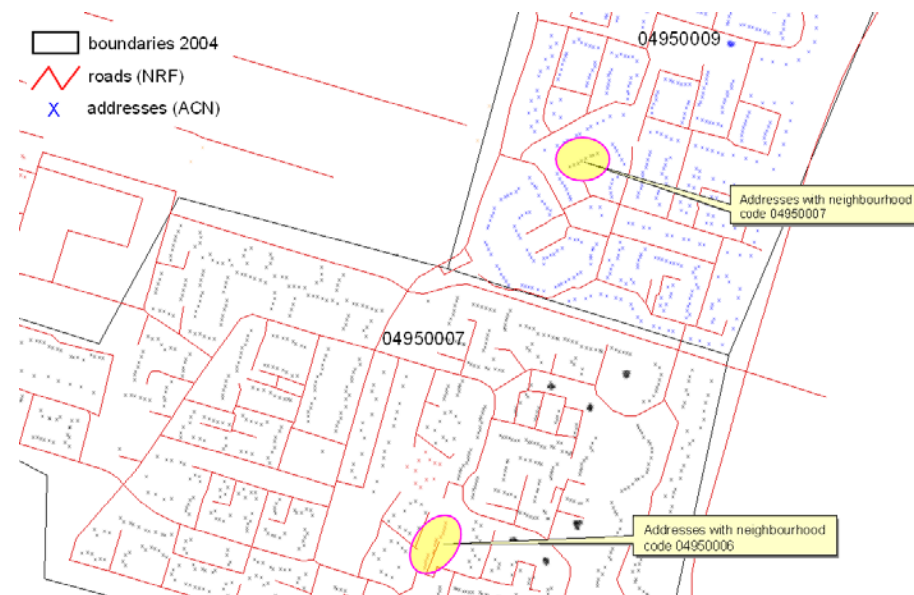 boundaries 2004
roads (NRF)
X addresses (ACN)
04950009
Addresses with neighbourhood
code 04950007
04950007
Addresses with neighbourhood
code 04950006